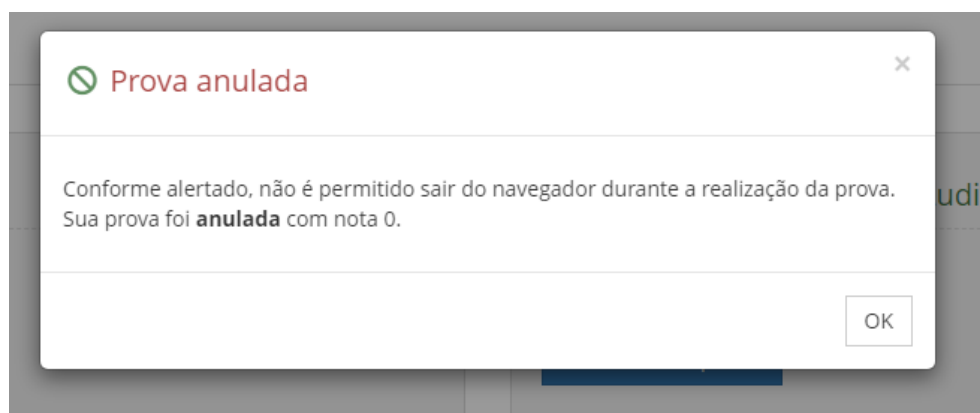 Prova anulada
×
Conforme alertado, não é permitido sair do navegador durante a realização da prova.
Sua prova foi anulada com nota 0.
OK